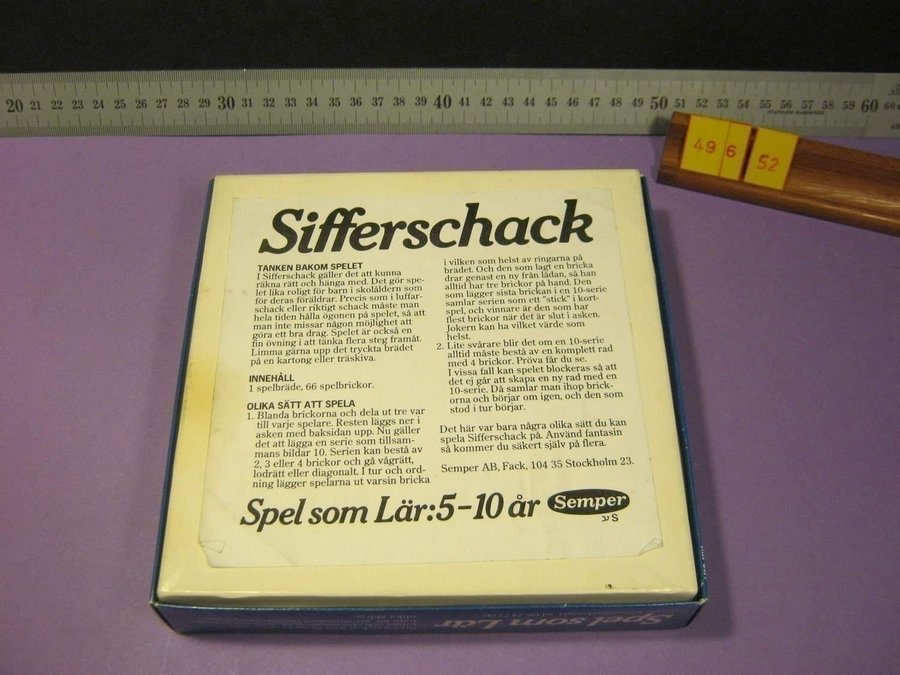 20 21 22 23 24 25 26 27 28 29 30 31 32 33 34 35 36 37 38 39 40 41 42 43 44 45 46 47 48 49 50 51 52 53 54 55 56 57 58 59 60
49 6 52
Sifferschack
TANKEN BAKOM SPELET
I Sifferschack gäller det att kunna
räkna rätt och hänga med. Det gör spe-
let lika roligt för barn i skolåldern som
för deras föräldrar. Precis som i luffar-
schack eller riktigt schack måste man
hela tiden hålla ögonen på spelet, så att
man inte missar någon möjlighet att
göra ett bra drag. Spelet är också en
fin övning i att tänka flera steg framåt.
Limma gärna upp det tryckta brädet
på en kartong eller träskiva.
INNEHÅLL
1 spelbräde, 66 spelbrickor.
OLIKA SÄTT ATT SPELA
1. Blanda brickorna och dela ut tre var
till varje spelare. Resten läggs ner i
asken med baksidan upp. Nu gäller
det att lägga en serie som tillsam-
mans bildar 10. Serien kan bestå av
2, 3 eller 4 brickor och gå vågrätt,
lodrätt eller diagonalt. I tur och ord-
ning lägger spelarna ut varsin bricka
i vilken som helst av ringarna på
brädet. Och den som lagt en bricka
drar genast en ny från lådan, så han
alltid har tre brickor på hand. Den
som lägger sista brickan i en 10-serie
samlar serien som ett "stick" i kort-
spel, och vinnare är den som har
flest brickor när det är slut i asken.
Jokern kan ha vilket värde som
helst.
2. Lite svårare blir det om en 10-serie
alltid måste bestå av en komplett rad
med 4 brickor. Pröva får du se.
I vissa fall kan spelet blockeras så att
det ej går att skapa en ny rad med en
10-serie. Då samlar man ihop brick-
orna och börjar om igen, och den som
stod i tur börjar.
Det här var bara några olika sätt du kan
spela Sifferschack på. Använd fantasin
så kommer du säkert själv på flera.
Semper AB, Fack, 104 35 Stockholm 23.
Spel som Lär: 5-10 år Semper
Spel som Lär